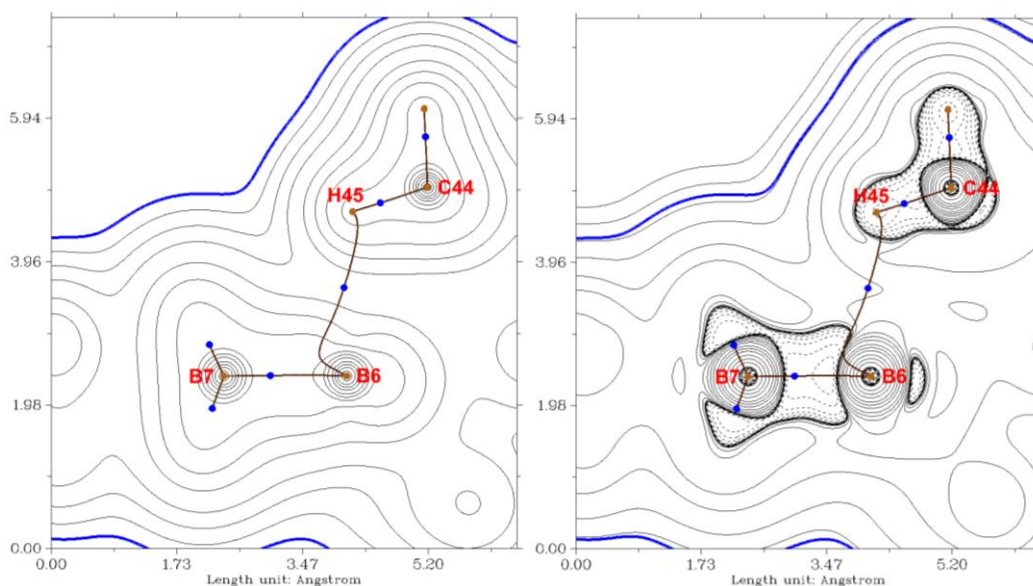 5.94
3.96
1.98
0.00
H45
C44
B7
B6
0.00 1.73 3.47 5.20
Length unit: Angstrom
5.94
3.96
1.98
0.00
H45
C44
B7
B6
0.00 1.73 3.47 5.20
Length unit: Angstrom